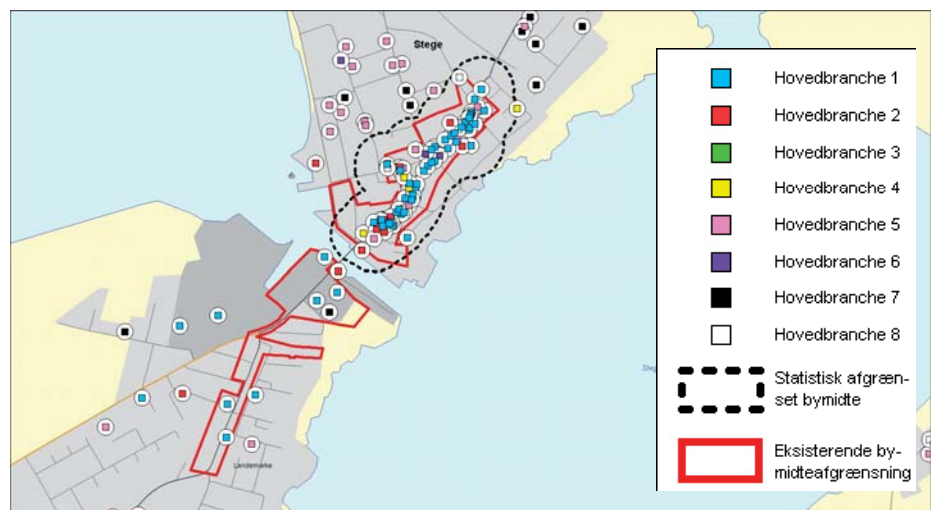 Stege
Hovedbranche 1
Hovedbranche 2
Hovedbranche 3
Hovedbranche 4
Hovedbranche 5
Hovedbranche 6
Hovedbranche 7
Hovedbranche 8
Statistisk afgræn-
set bymidte
Eksisterende by-
midteafgrænsning
Steg
Lendemarke